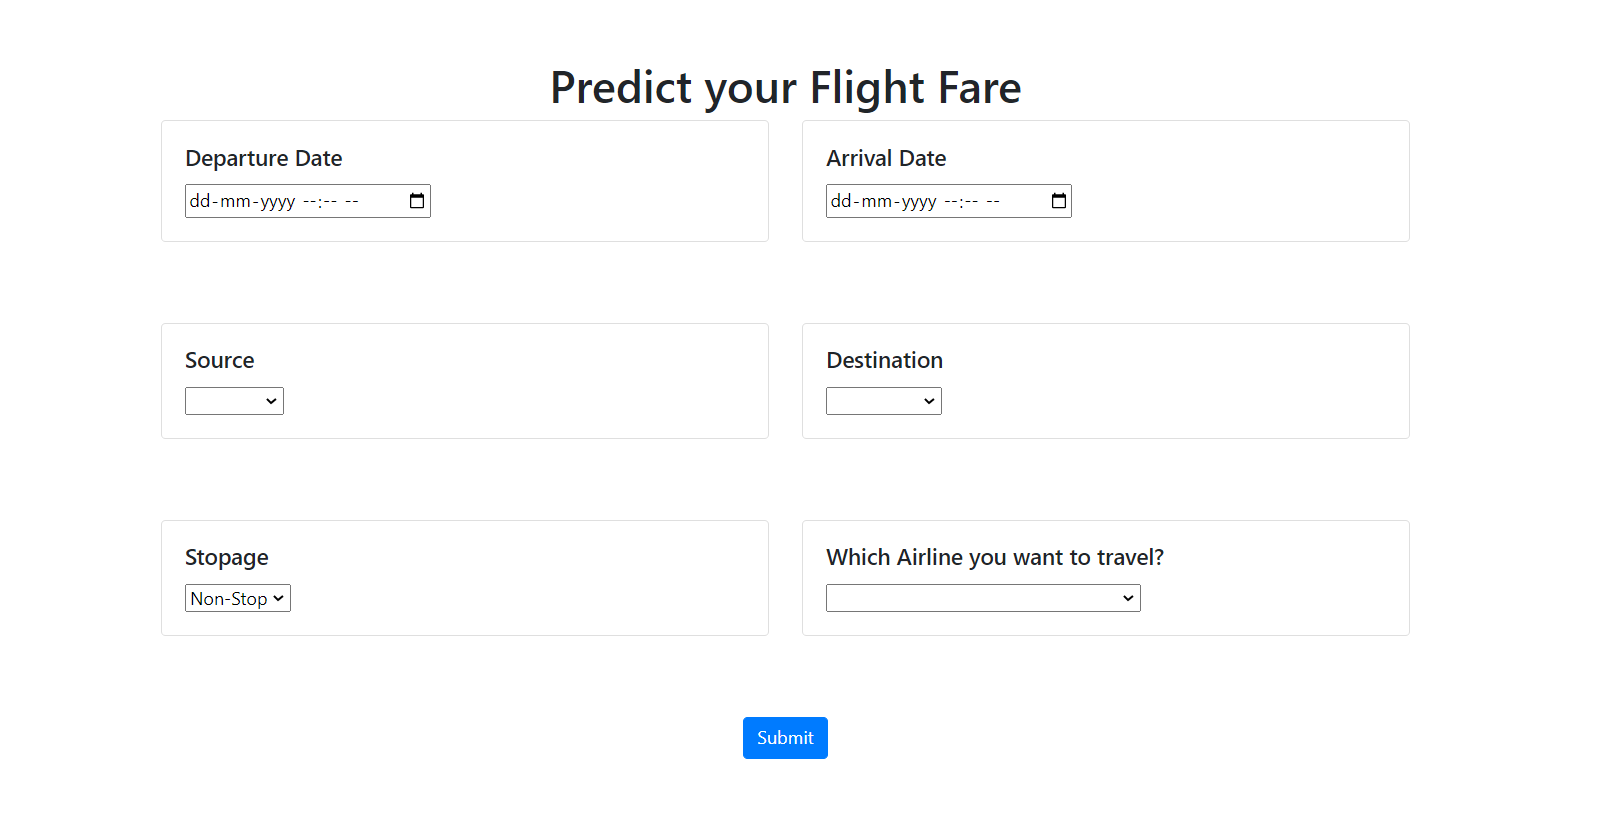 Predict your Flight Fare
Departure Date
dd-mm-yyyy --:-- --
Arrival Date
dd-mm-yyyy --:-- --
Source
Destination
Stopage
Non-Stop
Which Airline you want to travel?
Submit